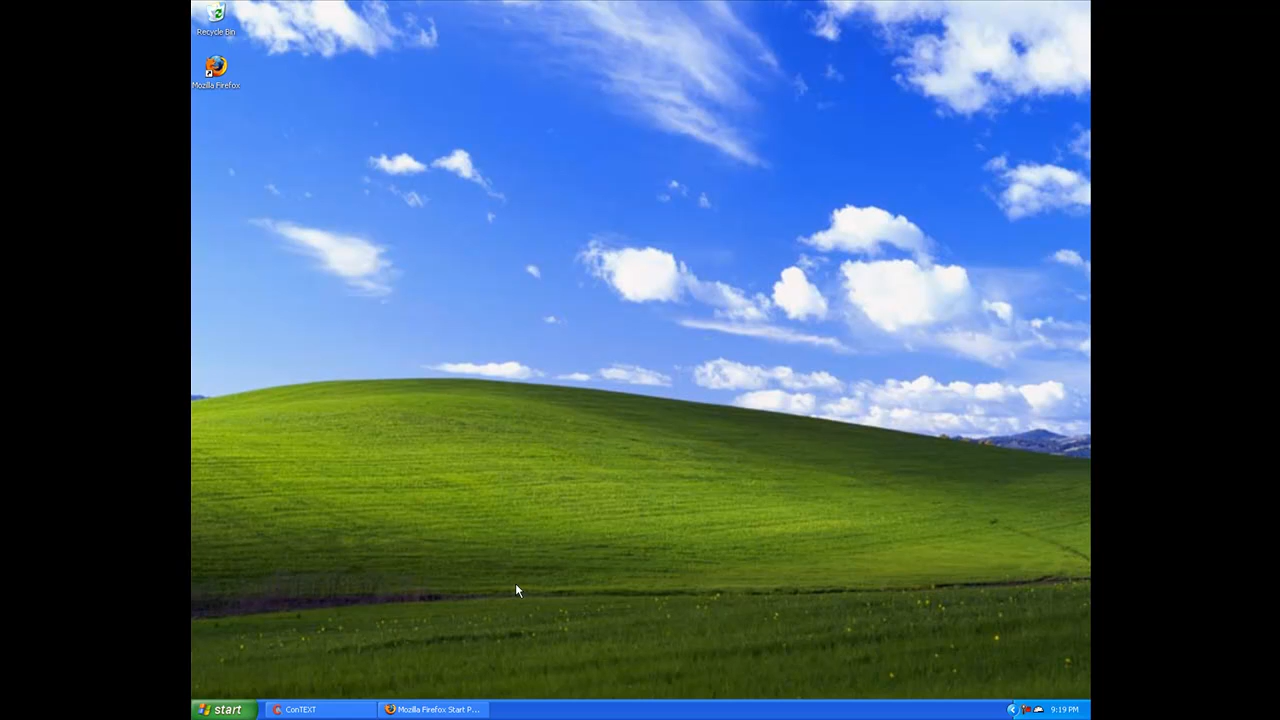 Recycle Bin
Mozilla Firefox
start
ConTEXT
Mozilla Firefox Start P...
9:19 PM